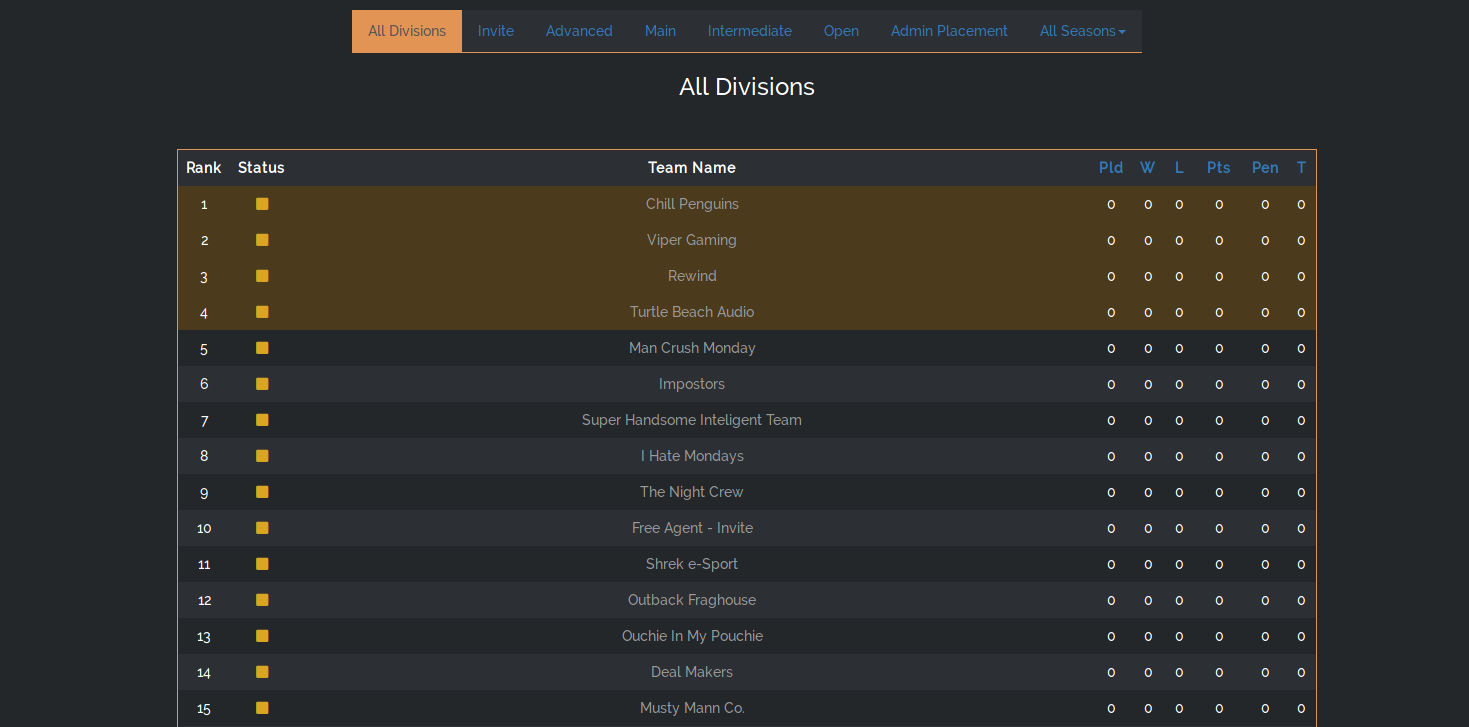 All Divisions Invite Advanced Main Intermediate Open Admin Placement All Seasons
All Divisions
Rank Status Team Name Pld W L Pts Pen T
1 Chill Penguins 0 0 0 0 0 0
2 Viper Gaming 0 0 0 0 0 0
3 Rewind 0 0 0 0 0 0
4 Turtle Beach Audio 0 0 0 0 0 0
5 Man Crush Monday 0 0 0 0 0 0
6 Impostors 0 0 0 0 0 0
7 Super Handsome Inteligent Team 0 0 0 0 0 0
8 I Hate Mondays 0 0 0 0 0 0
9 The Night Crew 0 0 0 0 0 0
10 Free Agent - Invite 0 0 0 0 0 0
11 Shrek e-Sport 0 0 0 0 0 0
12 Outback Fraghouse 0 0 0 0 0 0
13 Ouchie In My Pouchie 0 0 0 0 0 0
14 Deal Makers 0 0 0 0 0 0
15 Musty Mann Co. 0 0 0 0 0 0